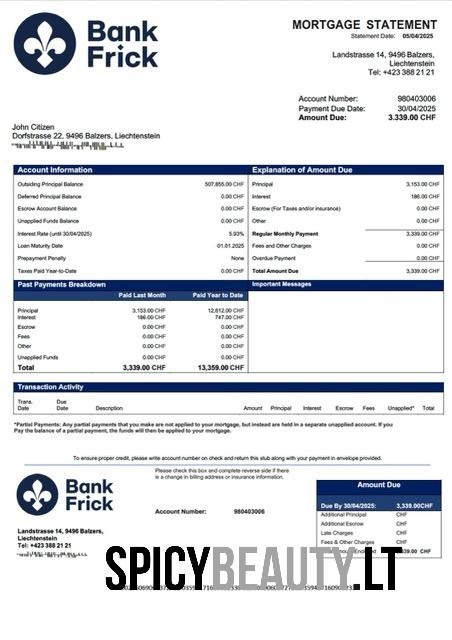 Bank
Frick
MORTGAGE STATEMENT
Statement Date: 05/04/2025
Landstrasse 14, 9496 Balzers,
Liechtenstein
Tel: +423 388 21 21
Account Number: 980403006
Payment Due Date: 30/04/2025
Amount Due: 3.339.00 CHF
John Citizen
Dorfstrasse 22, 9496 Balzers, Liechtenstein
Account Information
Outsiding Principal Balance 507,855.00 CHF
Deferred Principal Balance 0.00 CHF
Escrow Account Balance 0.00 CHF
Unapplied Funds Balance 0.00 CHF
Interest Rate (until 30/04/2025) 5.93%
Loan Maturity Date 01.01.2025
Prepayment Penalty None
Taxes Paid Year-to-Date 0.00 CHF
Explanation of Amount Due
Principal 3,153.00 CHF
Interest 186.00 CHF
Escrow (For Taxes and/or insurance) 0.00 CHF
Other 0.00 CHF
Regular Monthly Payment 3,339.00 CHF
Fees and Other Charges 0.00 CHF
Overdue Payment 0.00 CHF
Total Amount Due 3,339.00 CHF
Past Payments Breakdown
Paid Last Month Paid Year to Date
Principal 3,153.00 CHF 12,612.00 CHF
Interest 186.00 CHF 747.00 CHF
Escrow 0.00 CHF 0.00 CHF
Fees 0.00 CHF 0.00 CHF
Other 0.00 CHF 0.00 CHF
Unapplied Funds 0.00 CHF 0.00 CHF
Total 3,339.00 CHF 13,359.00 CHF
Important Messages
Transaction Activity
Trans. Date Due Date Description Amount Principal Interest Escrow Fees Unapplied* Total
*Partial Payments: Any partial payments that you make are not applied to your mortgage, but instead are held in a separate unapplied account. If you
Pay the balance of a partial payment, the funds will then be applied to your mortgage.
To ensure proper credit, please write account number on check and return this stub along with your payment in envelope provided.
Bank
Frick
Please check this box and complete reverse side if there
is a change in billing address or insurance information.
Account Number: 980403006
Landstrasse 14, 9496 Balzers,
Liechtenstein
Tel: +423 388 21 21
Amount Due
Due By 30/04/2025: 3,339.00CHF
Additional Principal CHF
Additional Escrow CHF
Late Charges CHF
Fees & Other Charges CHF
SPICYBEAUTY.LT